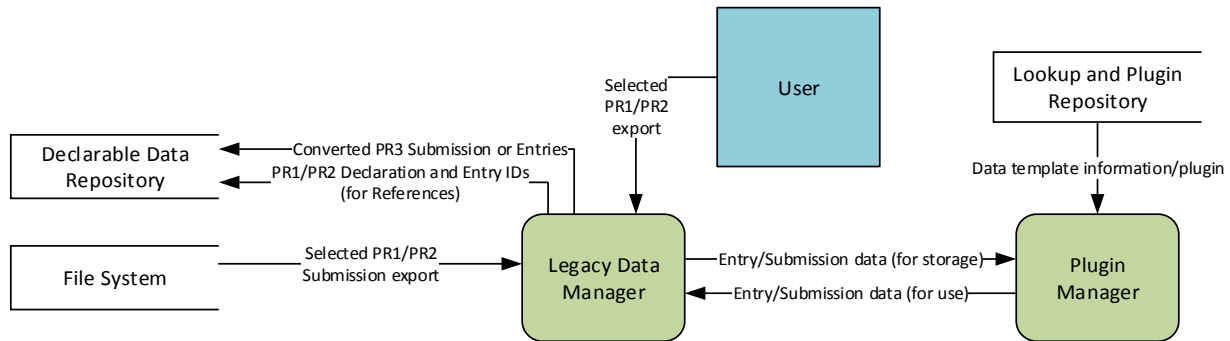 User
Selected
PR1/PR2
export
Lookup and Plugin
Repository
Declarable Data
Repository
Converted PR3 Submission or Entries
PR1/PR2 Declaration and Entry IDs
(for References)
Data template information/plugin
File System
Selected PR1/PR2
Submission export
Legacy Data
Manager
Entry/Submission data (for storage)
Entry/Submission data (for use)
Plugin
Manager